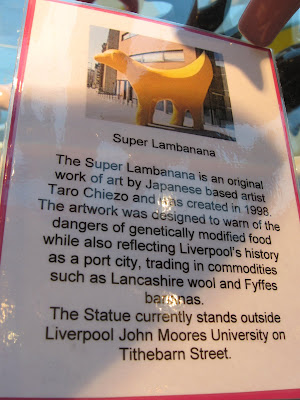 Super Lambanana
The Super Lambanana is an original
work of art by Japanese based artist
Taro Chiezo and was created in 1998.
The artwork was designed to warn of the
dangers of genetically modified food
while also reflecting Liverpool's history
as a port city, trading in commodities
such as Lancashire wool and Fyffes
bananas.
The Statue currently stands outside
Liverpool John Moores University on
Tithebarn Street.